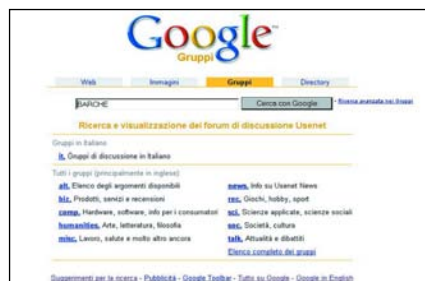 Google™
Gruppi
Web Immagini Gruppi Directory
BARCHE Cerca con Google Ricerca avanzata nei Gruppi
Ricerca e visualizzazione dei forum di discussione Usenet
Gruppi in Italiano
it. Gruppi di discussione in Italiano
Tutti i gruppi (principalmente in inglese)
alt. Elenco degli argomenti disponibili
biz. Prodotti, servizi e recensioni
comp. Hardware, software, info per i consumatori
humanities. Arte, letteratura, filosofia
misc. Lavoro, salute e molto altro ancora
news. Info su Usenet News
rec. Giochi, hobby, sport
sci. Scienze applicate, scienze sociali
soc. Società, cultura
talk. Attualità e dibattiti
Elenco completo dei gruppi
Suggerimenti per la ricerca - Pubblicità - Google Toolbar - Tutto su Google - Google in English